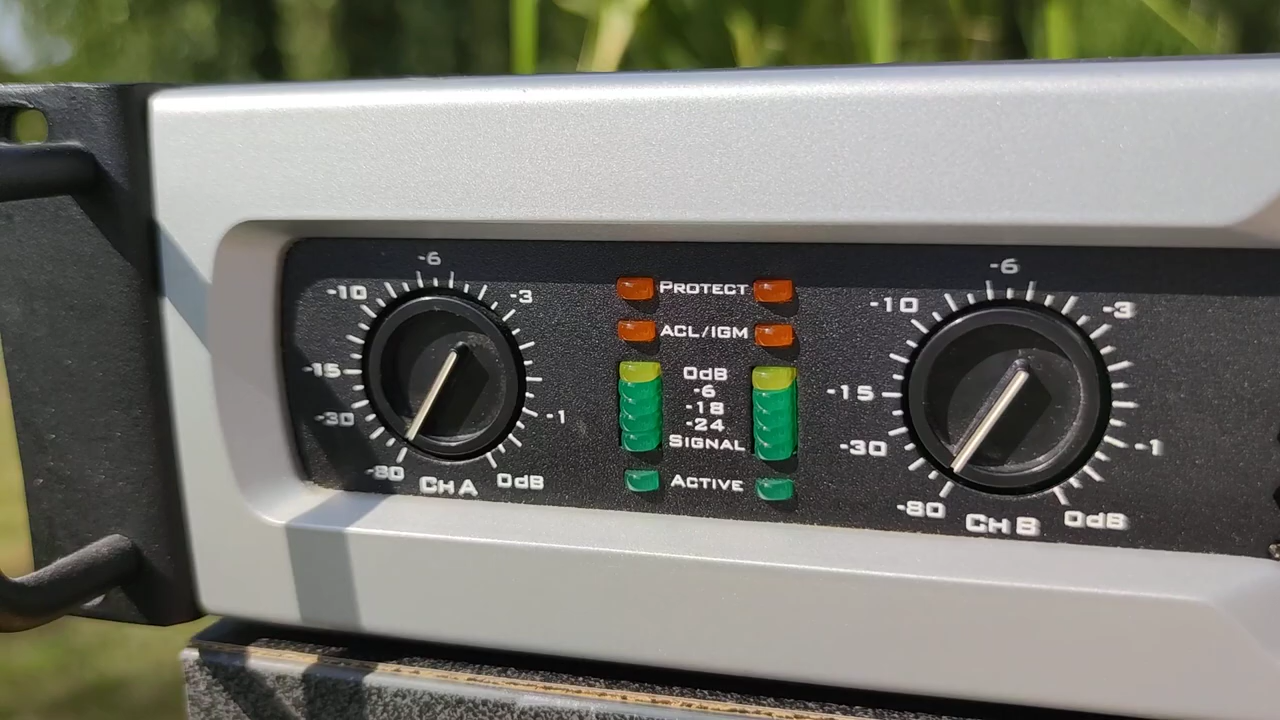 -6
-10
-3
-15
-30
-1
-80
0dB
Ch A
Protect
ACL/IGM
0dB
-6
-18
-24
Signal
Active
-6
-10
-3
-15
-30
-1
-80
0dB
Ch B